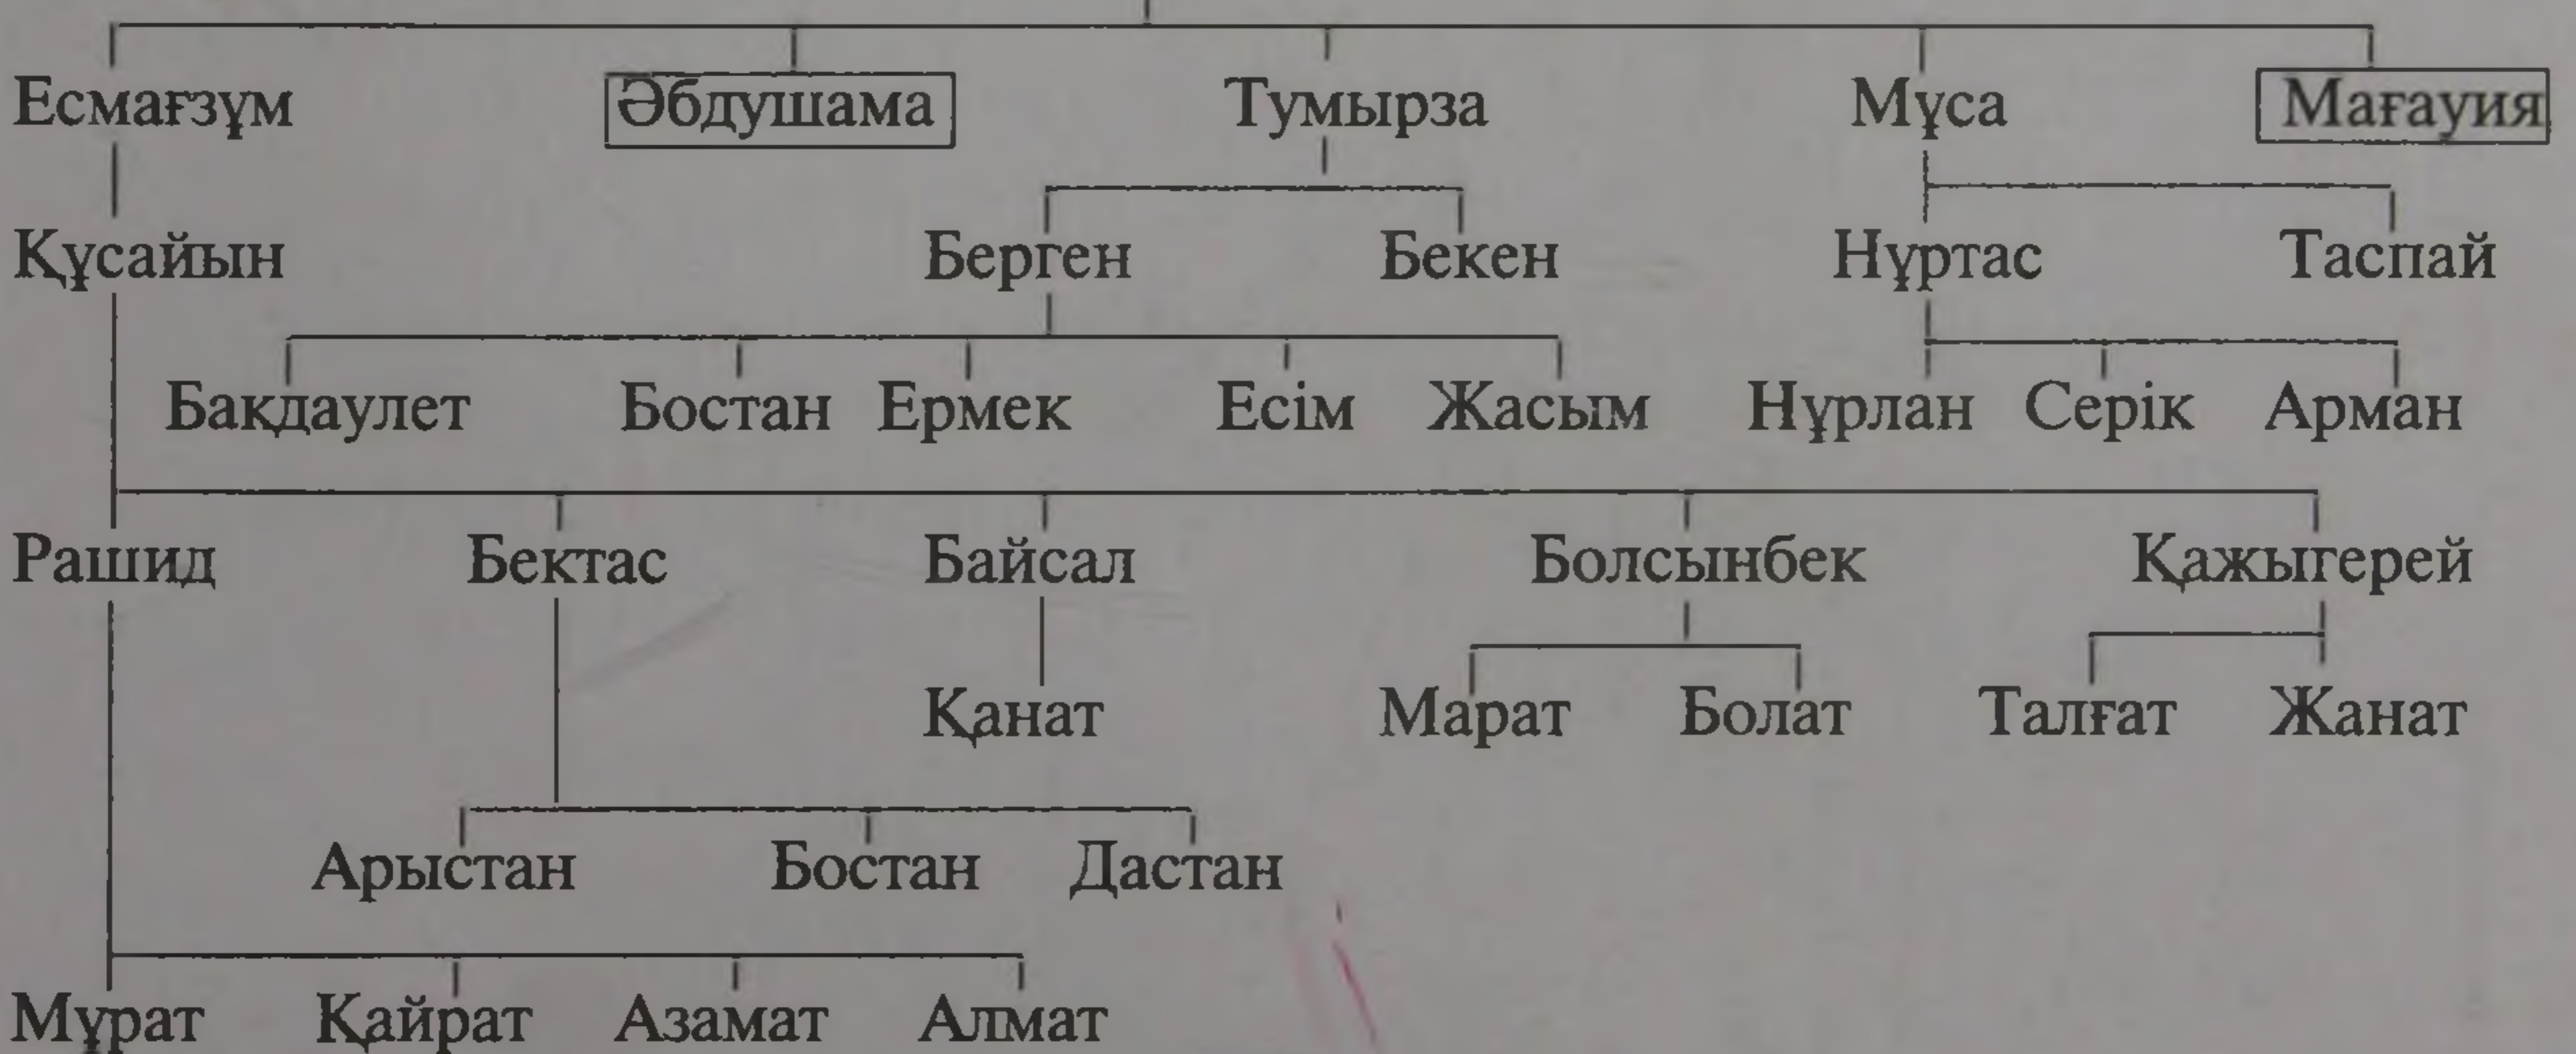 Есмағзұм Әбдушама Тумырза Мұса Мағауия
Құсайын Берген Бекен Нұртас Таспай
Бақдаулет Бостан Ермек Есім Жасым Нұрлан Серік Арман
Рашид Бектас Байсал Болсынбек Қажыгерей
Қанат Марат Болат Талғат Жанат
Арыстан Бостан Дастан
Мұрат Қайрат Азамат Алмат